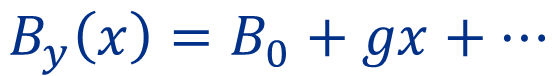 B_y(x) = B_0 + gx + ⋯